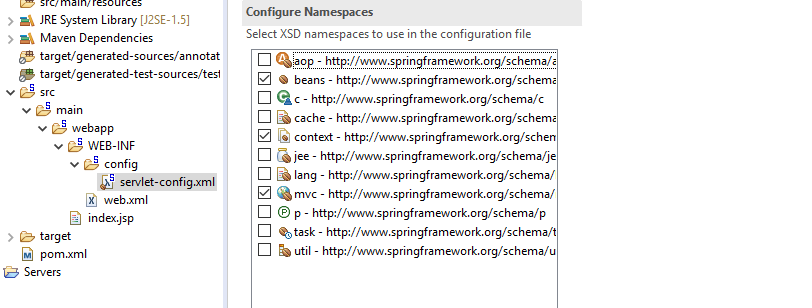 src/main/resources
JRE System Library [J2SE-1.5]
Maven Dependencies
target/generated-sources/annotat
target/generated-test-sources/test
src
main
webapp
WEB-INF
config
servlet-config.xml
web.xml
index.jsp
target
pom.xml
Servers
Configure Namespaces
Select XSD namespaces to use in the configuration file
aop - http://www.springframework.org/schema/a
beans - http://www.springframework.org/schema
c - http://www.springframework.org/schema/c
cache - http://www.springframework.org/schema
context - http://www.springframework.org/schem
jee - http://www.springframework.org/schema/je
lang - http://www.springframework.org/schema/
mvc - http://www.springframework.org/schema/
p - http://www.springframework.org/schema/p
task - http://www.springframework.org/schema/t
util - http://www.springframework.org/schema/u